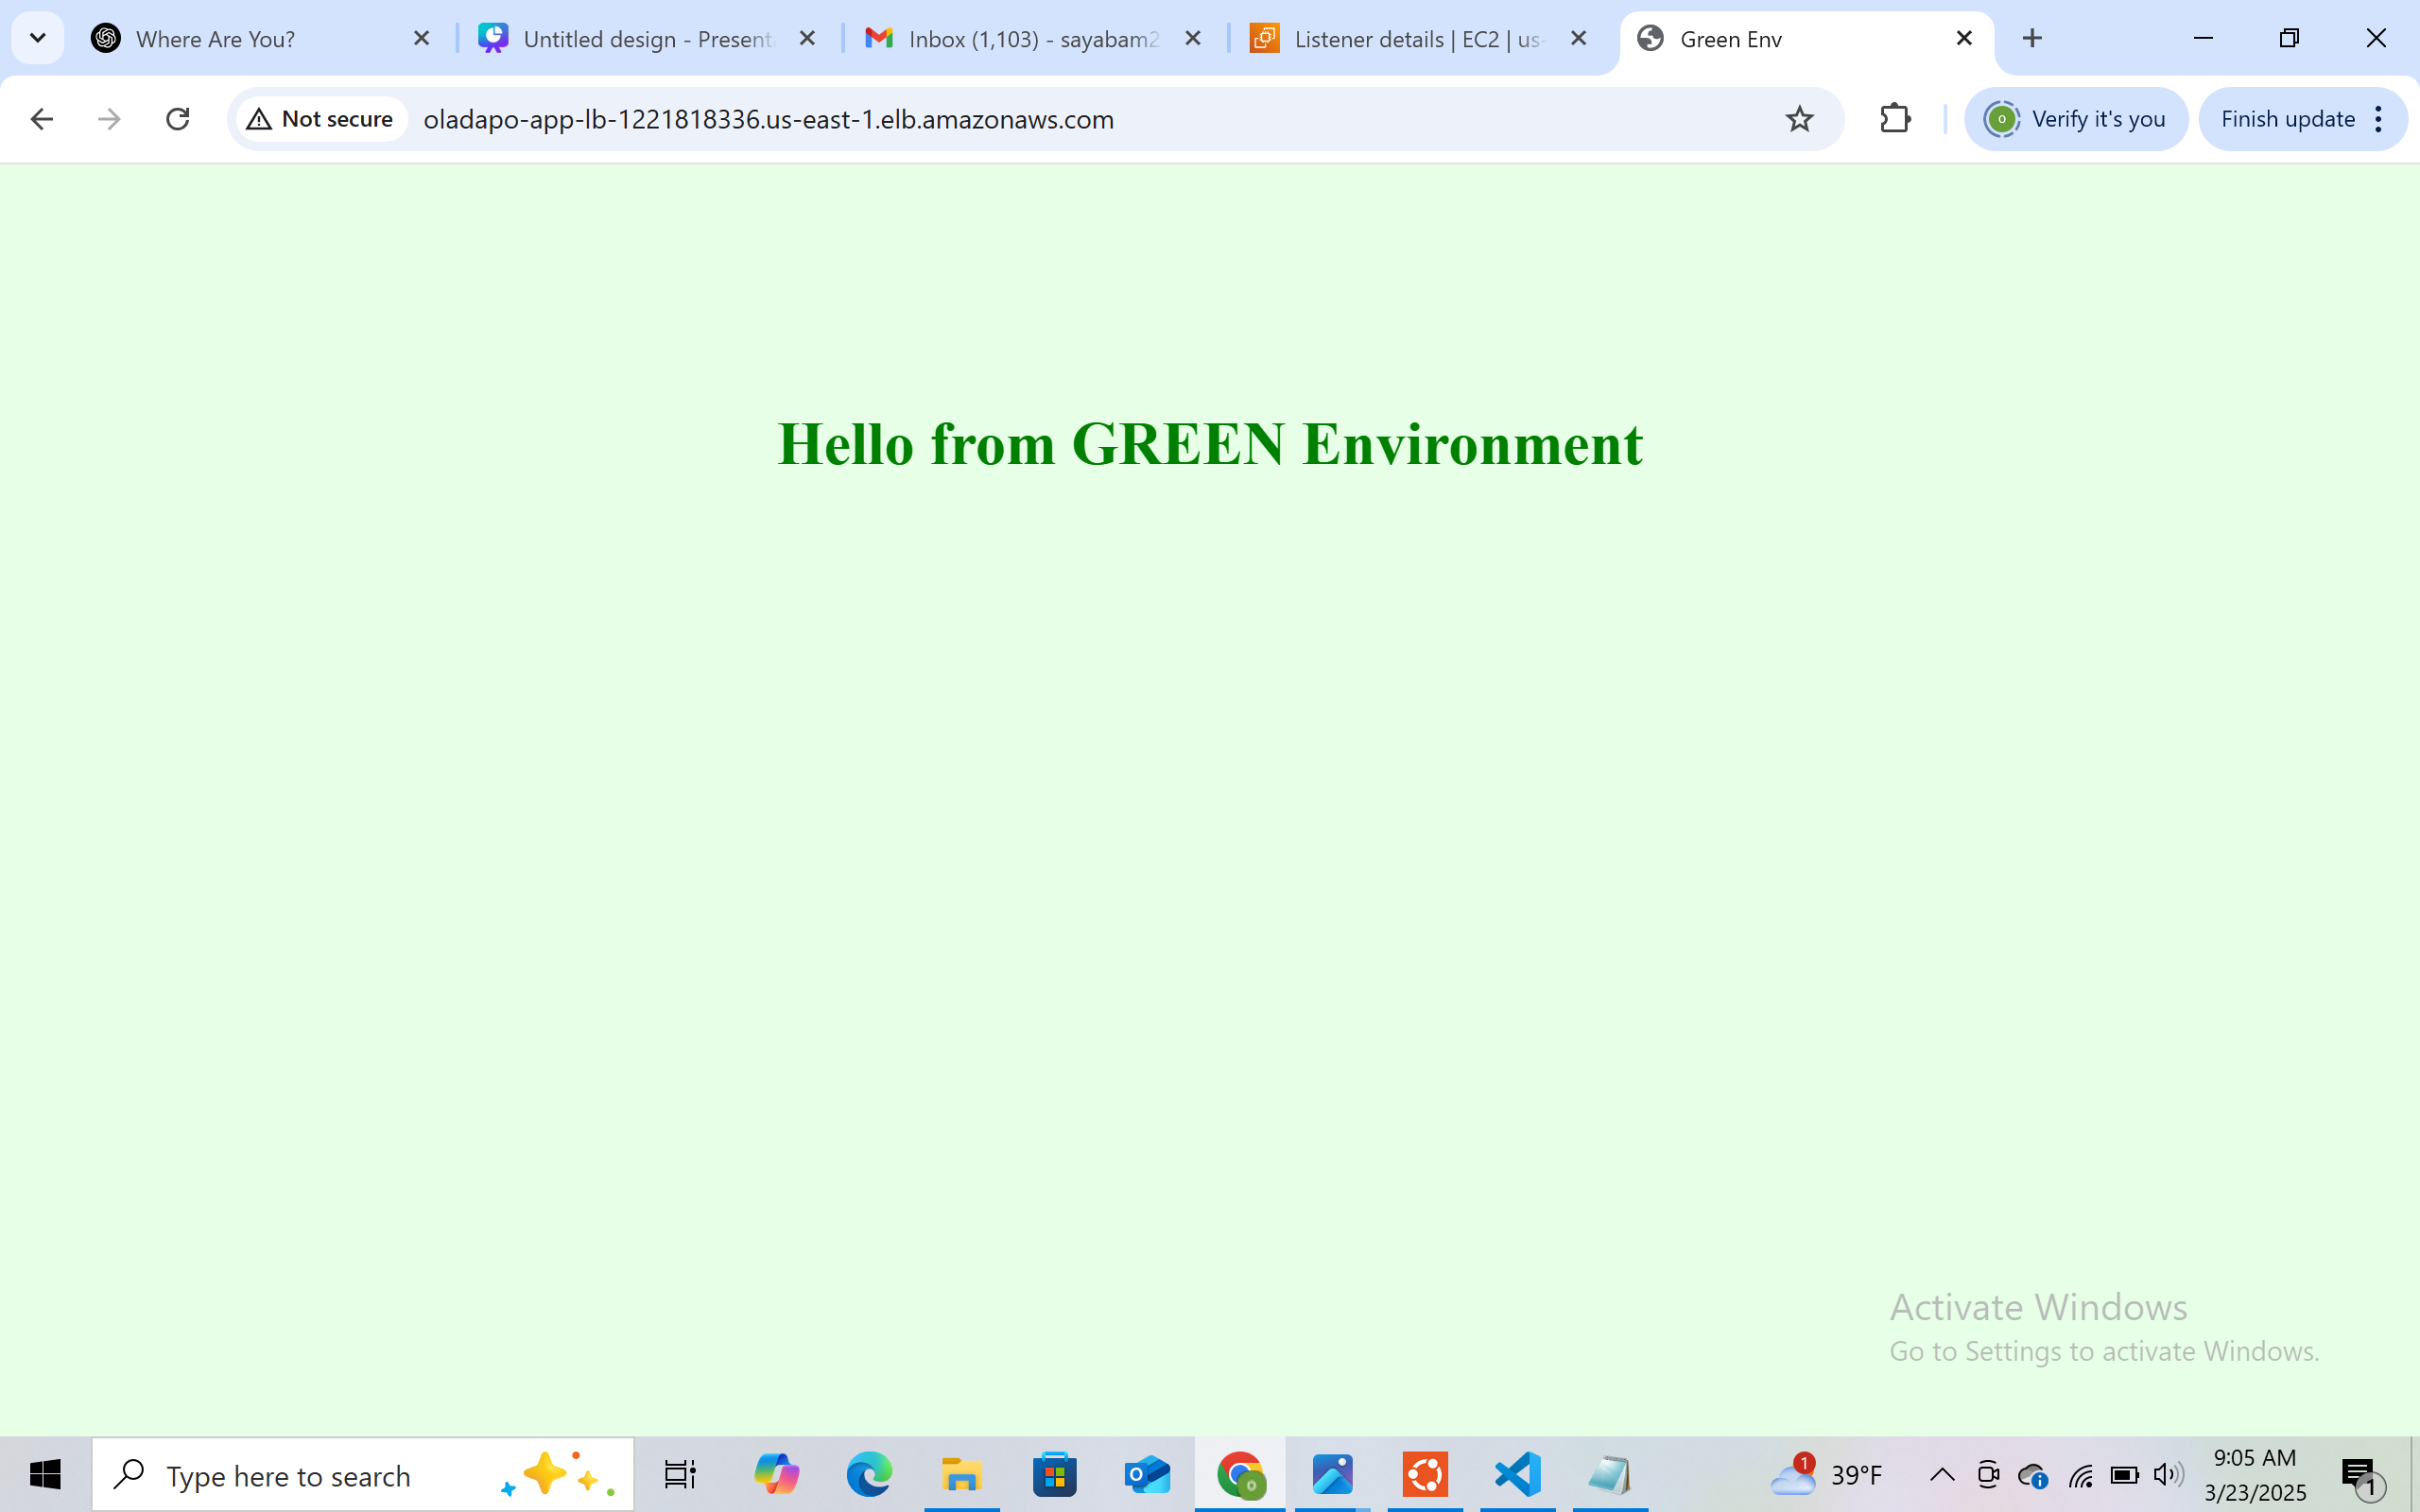 Where Are You?
Untitled design - Present
Inbox (1,103) - sayabam2
Listener details | EC2 | us-
Green Env
Not secure
oladapo-app-lb-1221818336.us-east-1.elb.amazonaws.com
o
Verify it's you
Finish update
Hello from GREEN Environment
Activate Windows
Go to Settings to activate Windows.
Type here to search
1
39°F
9:05 AM
3/23/2025
1